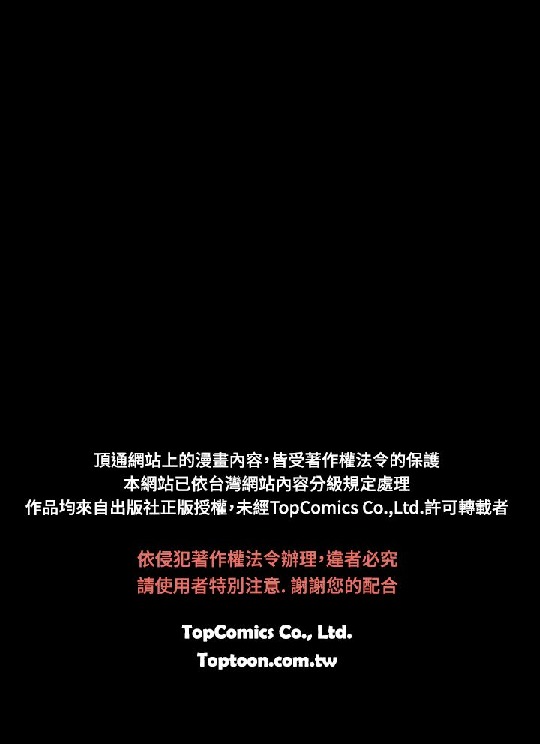 頂通網站上的漫畫內容，皆受著作權法令的保護
本網站已依台灣網站內容分級規定處理
作品均來自出版社正版授權，未經TopComics Co.,Ltd.許可轉載者
依侵犯著作權法令辦理，違者必究
請使用者特別注意. 謝謝您的配合
TopComics Co., Ltd.
Toptoon.com.tw